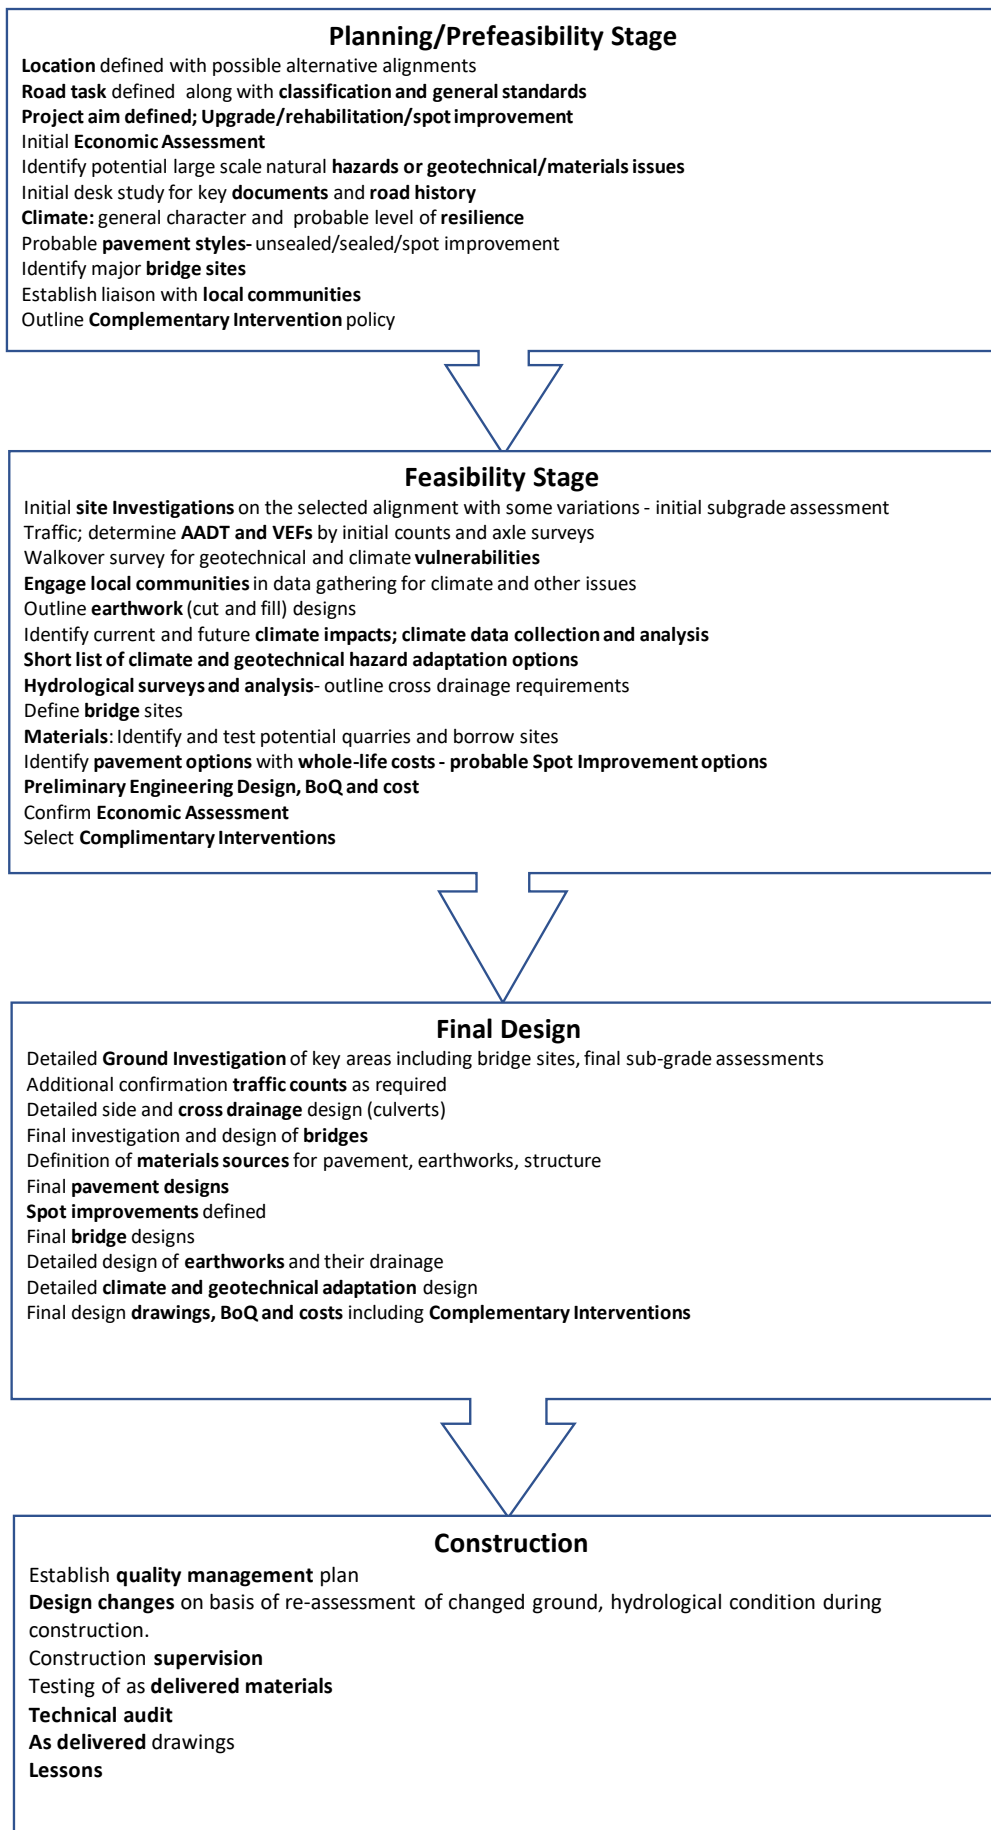 Planning/Prefeasibility Stage
Location defined with possible alternative alignments
Road task defined along with classification and general standards
Project aim defined; Upgrade/rehabilitation/spot improvement
Initial Economic Assessment
Identify potential large scale natural hazards or geotechnical/materials issues
Initial desk study for key documents and road history
Climate: general character and probable level of resilience
Probable pavement styles- unsealed/sealed/spot improvement
Identify major bridge sites
Establish liaison with local communities
Outline Complementary Intervention policy
Feasibility Stage
Initial site Investigations on the selected alignment with some variations - initial subgrade assessment
Traffic; determine AADT and VEFs by initial counts and axle surveys
Walkover survey for geotechnical and climate vulnerabilities
Engage local communities in data gathering for climate and other issues
Outline earthwork (cut and fill) designs
Identify current and future climate impacts; climate data collection and analysis
Short list of climate and geotechnical hazard adaptation options
Hydrological surveys and analysis- outline cross drainage requirements
Define bridge sites
Materials: Identify and test potential quarries and borrow sites
Identify pavement options with whole-life costs - probable Spot Improvement options
Preliminary Engineering Design, BoQ and cost
Confirm Economic Assessment
Select Complimentary Interventions
Final Design
Detailed Ground Investigation of key areas including bridge sites, final sub-grade assessments
Additional confirmation traffic counts as required
Detailed side and cross drainage design (culverts)
Final investigation and design of bridges
Definition of materials sources for pavement, earthworks, structure
Final pavement designs
Spot improvements defined
Final bridge designs
Detailed design of earthworks and their drainage
Detailed climate and geotechnical adaptation design
Final design drawings, BoQ and costs including Complementary Interventions
Construction
Establish quality management plan
Design changes on basis of re-assessment of changed ground, hydrological condition during
construction.
Construction supervision
Testing of as delivered materials
Technical audit
As delivered drawings
Lessons